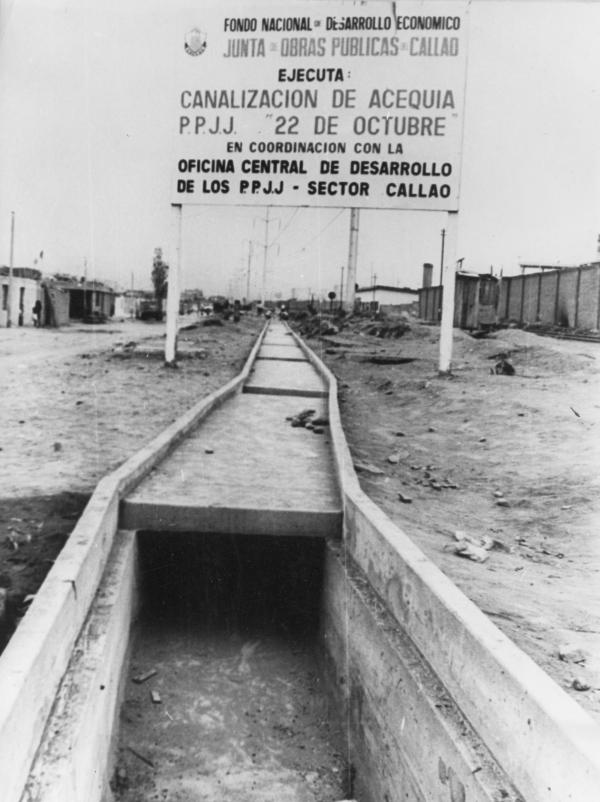 FONDO NACIONAL DE DESARROLLO ECONOMICO
JUNTA DE OBRAS PUBLICAS DEL CALLAO
EJECUTA:
CANALIZACION DE ACEQUIA
P.P.J.J. "22 DE OCTUBRE"
EN COORDINACION CON LA
OFICINA CENTRAL DE DESARROLLO
DE LOS P.P.J.J - SECTOR CALLAO